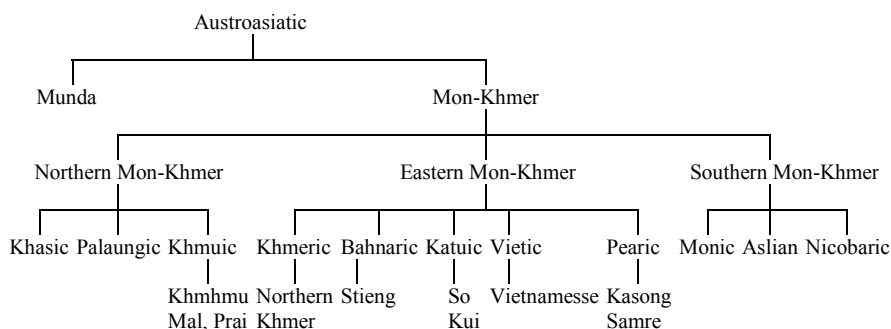 Austroasiatic
Munda Mon-Khmer
Northern Mon-Khmer Eastern Mon-Khmer Southern Mon-Khmer
Khasic Palaungic Khmuic Khmeric Bahnaric Katuic Vietic Pearic Monic Aslian Nicobaric
Khmhmu Northern Stieng So Vietnamesse Kasong
Mal, Prai Khmer Kui Samre